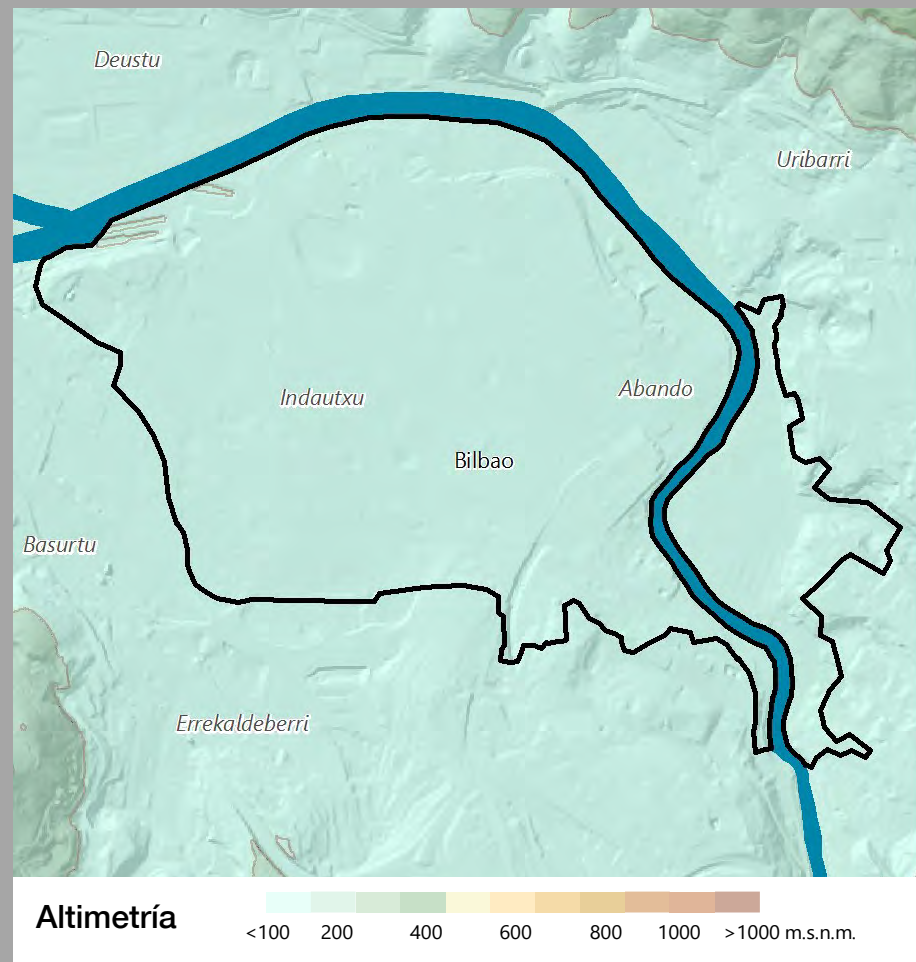 Deustu
Uribarri
Abando
Indautxu
Bilbao
Basurtu
Errekaldeberri
Altimetría
<100 200 400 600 800 1000 >1000 m.s.n.m.